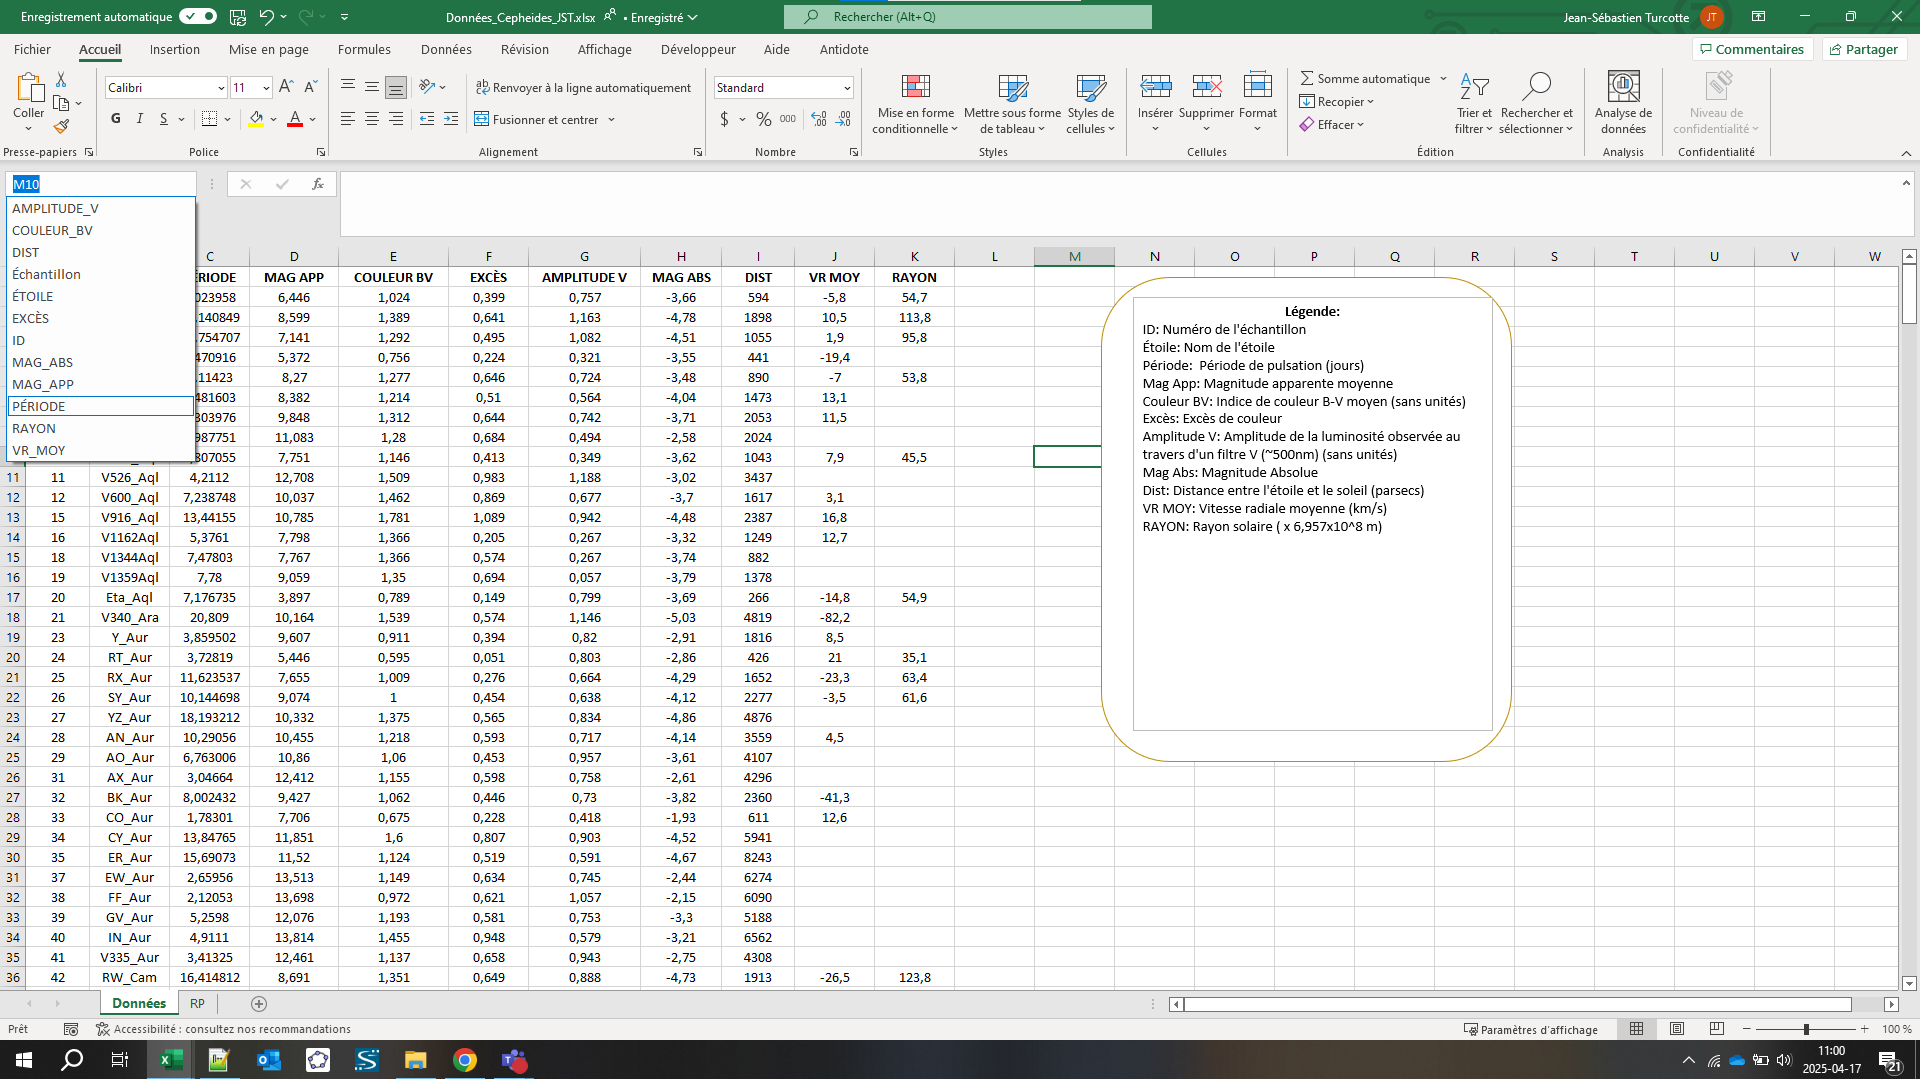 Enregistrement automatique
Données_Cepheides_JST.xlsx • Enregistré
Rechercher (Alt+Q)
Jean-Sébastien Turcotte JT
Fichier Accueil Insertion Mise en page Formules Données Révision Affichage Développeur Aide Antidote
Commentaires Partager
Coller
Presse-papiers
Calibri 11
G I S
Police
Renvoyer à la ligne automatiquement
Fusionner et centrer
Alignement
Standard
$ % 000
Nombre
Mise en forme conditionnelle
Mettre sous forme de tableau
Styles de cellules
Styles
Insérer Supprimer Format
Cellules
Somme automatique
Recopier
Effacer
Trier et filtrer
Rechercher et sélectionner
Édition
Analyse de données
Analysis
Niveau de confidentialité
Confidentialité
M10
fx
AMPLITUDE_V
COULEUR_BV
DIST
Échantillon
ÉTOILE
EXCÈS
ID
MAG_ABS
MAG_APP
PÉRIODE
RAYON
VR_MOY
C D E F G H I J K L M N O P Q R S T U V W
RIODE MAG APP COULEUR BV EXCÈS AMPLITUDE V MAG ABS DIST VR MOY RAYON
023958 6,446 1,024 0,399 0,757 -3,66 594 -5,8 54,7
140849 8,599 1,389 0,641 1,163 -4,78 1898 10,5 113,8
754707 7,141 1,292 0,495 1,082 -4,51 1055 1,9 95,8
470916 5,372 0,756 0,224 0,321 -3,55 441 -19,4
11423 8,27 1,277 0,646 0,724 -3,48 890 -7 53,8
481603 8,382 1,214 0,51 0,564 -4,04 1473 13,1
303976 9,848 1,312 0,644 0,742 -3,71 2053 11,5
987751 11,083 1,28 0,684 0,494 -2,58 2024
807055 7,751 1,146 0,413 0,349 -3,62 1043 7,9 45,5
11 11 V526_Aql 4,2112 12,708 1,509 0,983 1,188 -3,02 3437
12 12 V600_Aql 7,238748 10,037 1,462 0,869 0,677 -3,7 1617 3,1
13 15 V916_Aql 13,44155 10,785 1,781 1,089 0,942 -4,48 2387 16,8
14 16 V1162Aql 5,3761 7,798 1,366 0,205 0,267 -3,32 1249 12,7
15 18 V1344Aql 7,47803 7,767 1,366 0,574 0,267 -3,74 882
16 19 V1359Aql 7,78 9,059 1,35 0,694 0,057 -3,79 1378
17 20 Eta_Aql 7,176735 3,897 0,789 0,149 0,799 -3,69 266 -14,8 54,9
18 21 V340_Ara 20,809 10,164 1,539 0,574 1,146 -5,03 4819 -82,2
19 23 Y_Aur 3,859502 9,607 0,911 0,394 0,82 -2,91 1816 8,5
20 24 RT_Aur 3,72819 5,446 0,595 0,051 0,803 -2,86 426 21 35,1
21 25 RX_Aur 11,623537 7,655 1,009 0,276 0,664 -4,29 1652 -23,3 63,4
22 26 SY_Aur 10,144698 9,074 1 0,454 0,638 -4,12 2277 -3,5 61,6
23 27 YZ_Aur 18,193212 10,332 1,375 0,565 0,834 -4,86 4876
24 28 AN_Aur 10,29056 10,455 1,218 0,593 0,717 -4,14 3559 4,5
25 29 AO_Aur 6,763006 10,86 1,06 0,453 0,957 -3,61 4107
26 31 AX_Aur 3,04664 12,412 1,155 0,598 0,758 -2,61 4296
27 32 BK_Aur 8,002432 9,427 1,062 0,446 0,73 -3,82 2360 -41,3
28 33 CO_Aur 1,78301 7,706 0,675 0,228 0,418 -1,93 611 12,6
29 34 CY_Aur 13,84765 11,851 1,6 0,807 0,903 -4,52 5941
30 35 ER_Aur 15,69073 11,52 1,124 0,519 0,591 -4,67 8243
31 37 EW_Aur 2,65956 13,513 1,149 0,634 0,745 -2,44 6274
32 38 FF_Aur 2,12053 13,698 0,972 0,621 1,057 -2,15 6090
33 39 GV_Aur 5,2598 12,076 1,193 0,581 0,753 -3,3 5188
34 40 IN_Aur 4,9111 13,814 1,455 0,948 0,579 -3,21 6562
35 41 V335_Aur 3,41325 12,461 1,137 0,658 0,943 -2,75 4308
36 42 RW_Cam 16,414812 8,691 1,351 0,649 0,888 -4,73 1913 -26,5 123,8
Légende:
ID: Numéro de l'échantillon
Étoile: Nom de l'étoile
Période:  Période de pulsation (jours)
Mag App: Magnitude apparente moyenne
Couleur BV: Indice de couleur B-V moyen (sans unités)
Excès: Excès de couleur
Amplitude V: Amplitude de la luminosité observée au
travers d'un filtre V (~500nm) (sans unités)
Mag Abs: Magnitude Absolue
Dist: Distance entre l'étoile et le soleil (parsecs)
VR MOY: Vitesse radiale moyenne (km/s)
RAYON: Rayon solaire ( x 6,957x10^8 m)
Données RP
Prêt
Accessibilité : consultez nos recommandations
Paramètres d'affichage
100 %
11:00
2025-04-17
21